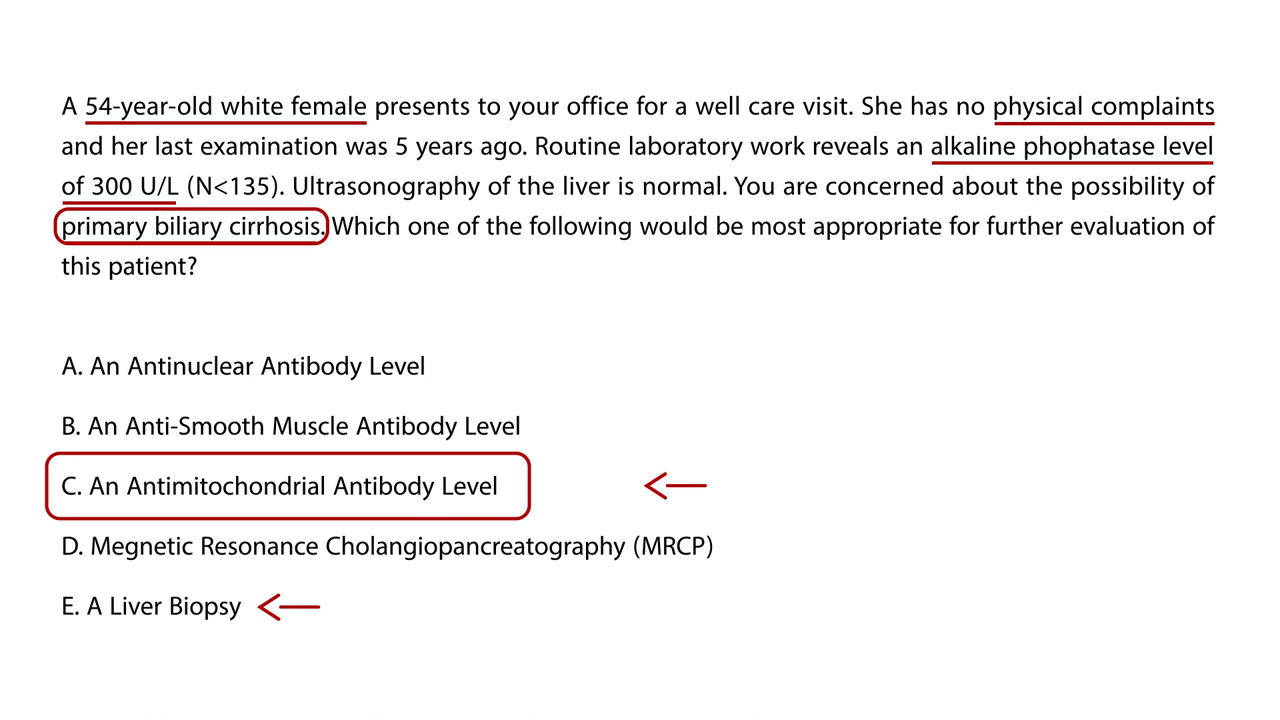 A 54-year-old white female presents to your office for a well care visit. She has no physical complaints
and her last examination was 5 years ago. Routine laboratory work reveals an alkaline phophatase level
of 300 U/L (N<135). Ultrasonography of the liver is normal. You are concerned about the possibility of
primary biliary cirrhosis. Which one of the following would be most appropriate for further evaluation of
this patient?
A. An Antinuclear Antibody Level
B. An Anti-Smooth Muscle Antibody Level
C. An Antimitochondrial Antibody Level
D. Megnetic Resonance Cholangiopancreatography (MRCP)
E. A Liver Biopsy